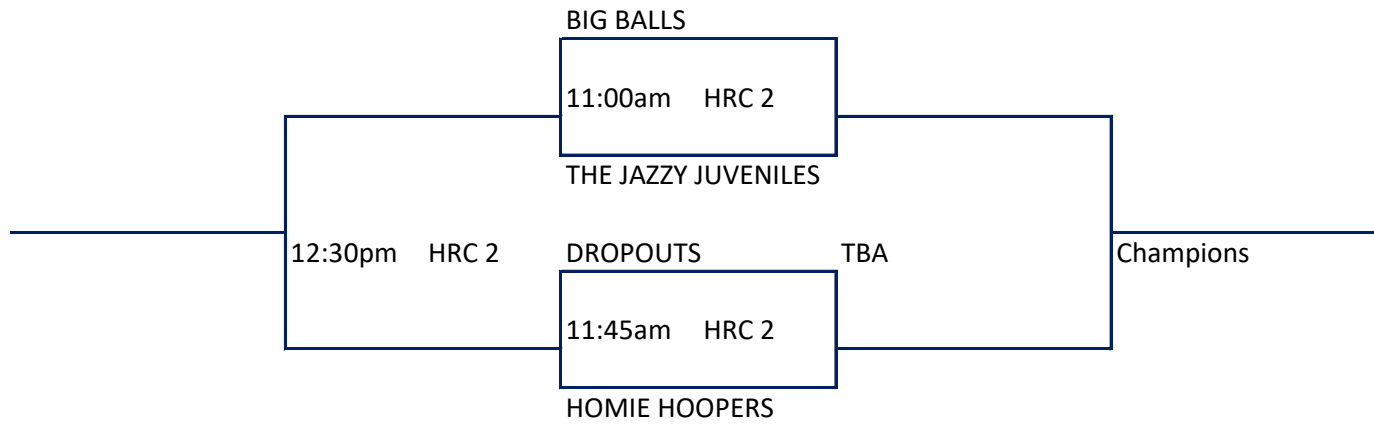 BIG BALLS
11:00am HRC 2
THE JAZZY JUVENILES
12:30pm HRC 2 DROPOUTS TBA Champions
11:45am HRC 2
HOMIE HOOPERS